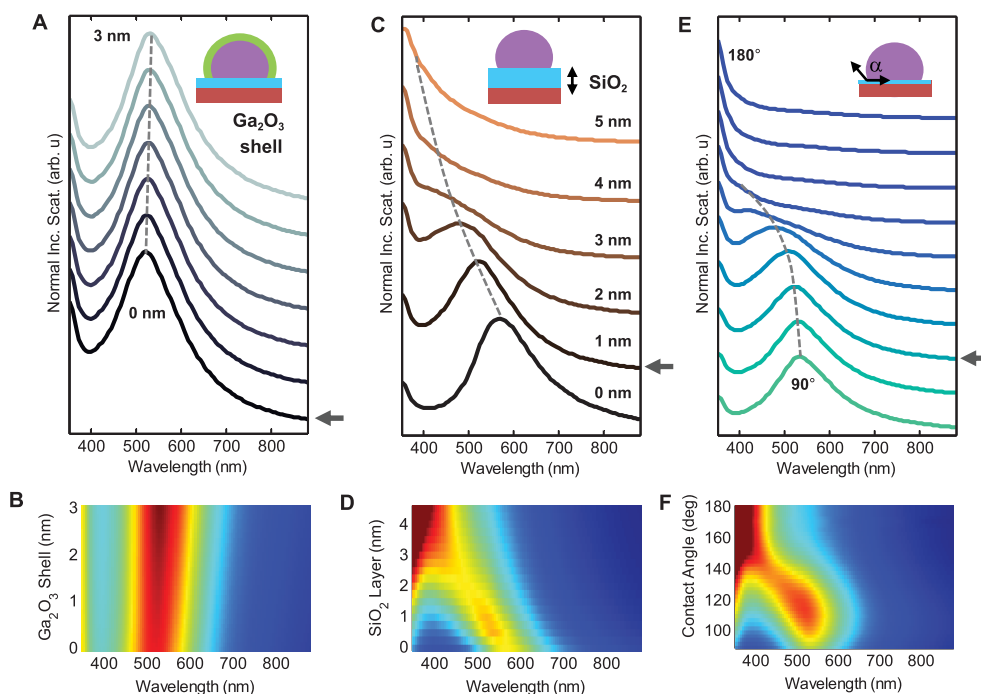 A
3 nm
Ga2O3
shell
0 nm
Normal Inc. Scat. (arb. u)
400 500 600 700 800
Wavelength (nm)
C
SiO2
5 nm
4 nm
3 nm
2 nm
1 nm
0 nm
Normal Inc. Scat. (arb. u)
400 500 600 700 800
Wavelength (nm)
E
180°
α
90°
Normal Inc. Scat. (arb. u)
400 500 600 700 800
Wavelength (nm)
B
Ga2O3 Shell (nm)
3
2
1
0
400 500 600 700 800
Wavelength (nm)
D
SiO2 Layer (nm)
4
3
2
1
0
400 500 600 700 800
Wavelength (nm)
F
Contact Angle (deg)
180
160
140
120
100
400 500 600 700 800
Wavelength (nm)